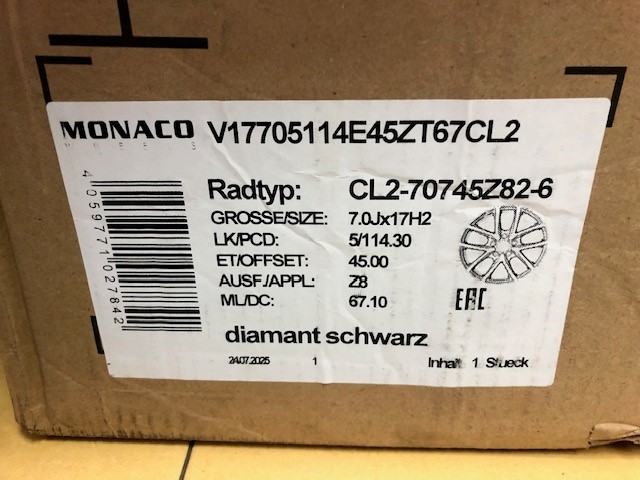 MONACO V17705114E45ZT67CL2
WHEELS
Radtyp: CL2-70745Z82-6
GROSSE/SIZE: 7.0Jx17H2
LK/PCD: 5/114.30
ET/OFFSET: 45.00
AUSF./APPL: Z8
ML/DC: 67.10
EAC
diamant schwarz
24.07.2025 1 Inhalt 1 Stueck
4059771027842